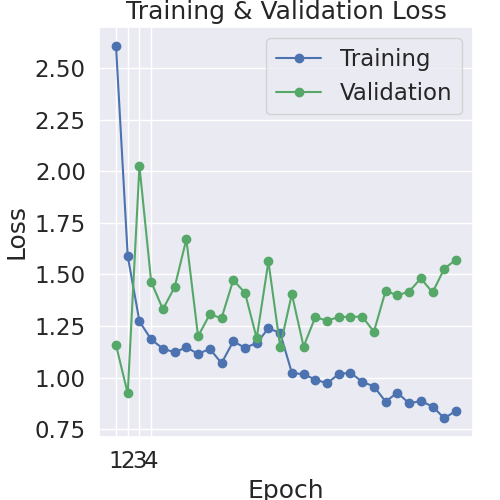 Training & Validation Loss
Training
Validation
2.50
2.25
2.00
1.75
1.50
1.25
1.00
0.75
Loss
1234
Epoch